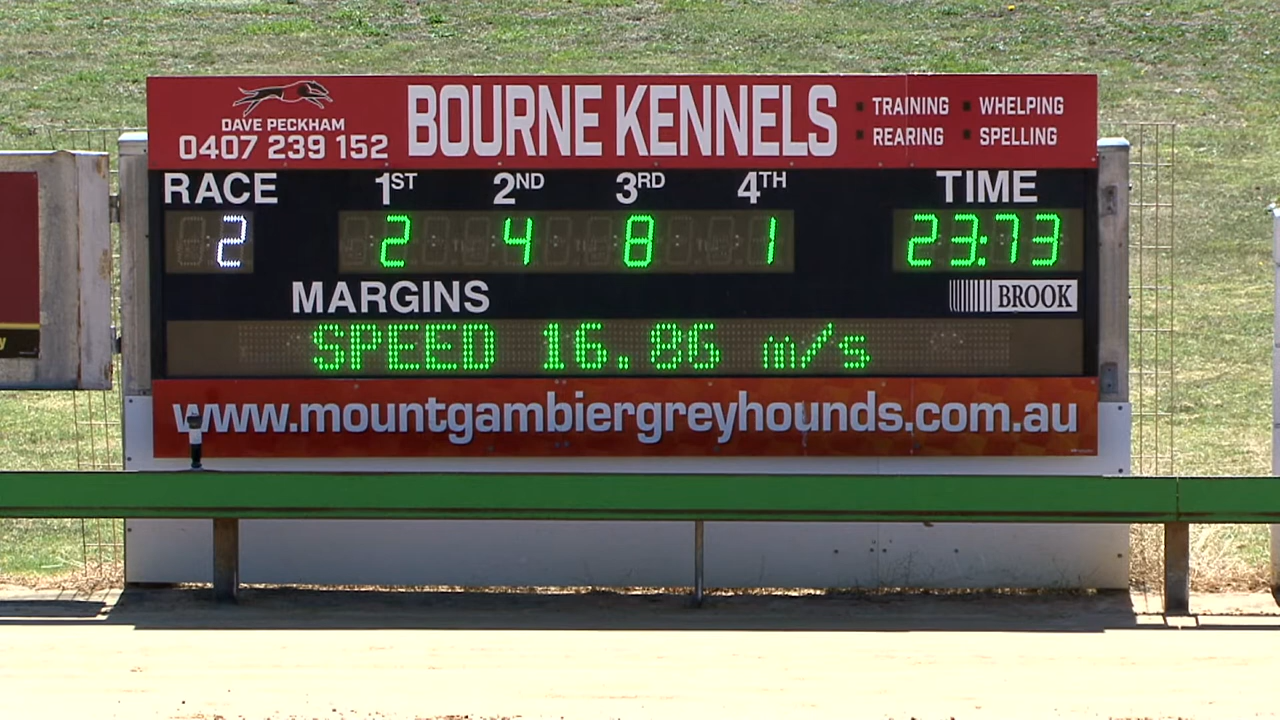 DAVE PECKHAM
0407 239 152
BOURNE KENNELS
TRAINING WHELPING
REARING SPELLING
RACE 1ST 2ND 3RD 4TH TIME
2 2 4 8 1 23:73
MARGINS
BROOK
SPEED 16.86 m/s
www.mountgambiergreyhounds.com.au